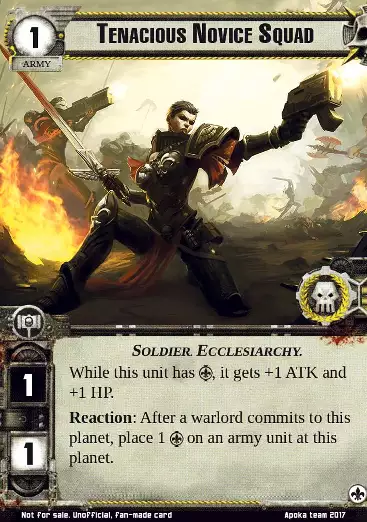 1
TENACIOUS NOVICE SQUAD
ARMY
SOLDIER. ECCLESIARCHY.
While this unit has , it gets +1 ATK and
+1 HP.
1
Reaction: After a warlord commits to this
planet, place 1 on an army unit at this
planet.
1
Not for sale. Unofficial, fan-made card
Apoka team 2017